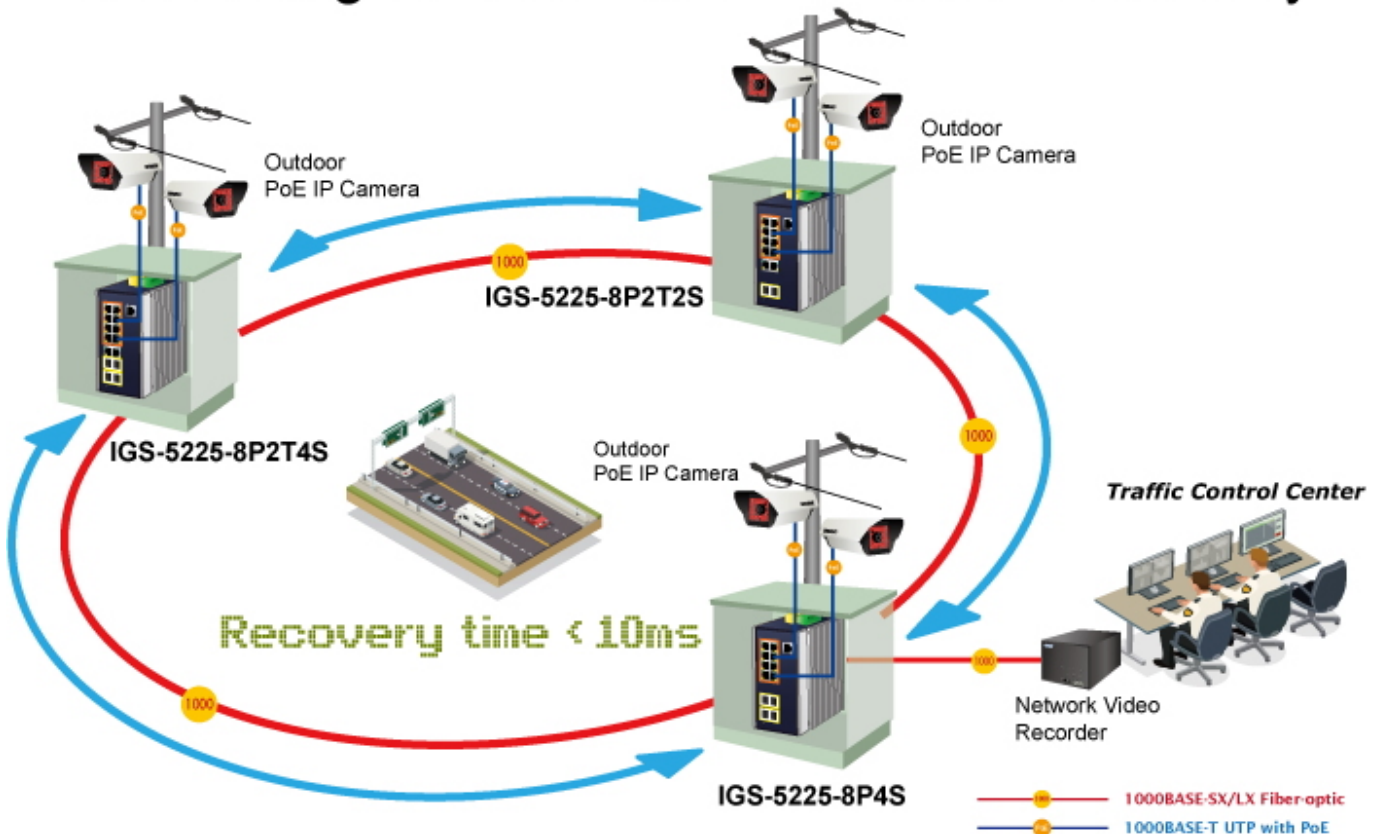 Outdoor
PoE IP Camera
Outdoor
PoE IP Camera
1000
IGS-5225-8P2T2S
IGS-5225-8P2T4S
1000
Outdoor
PoE IP Camera
Traffic Control Center
Recovery time < 10ms
1000
1000
Network Video
Recorder
IGS-5225-8P4S
1000BASE-SX/LX Fiber-optic
PoE
1000BASE-T UTP with PoE